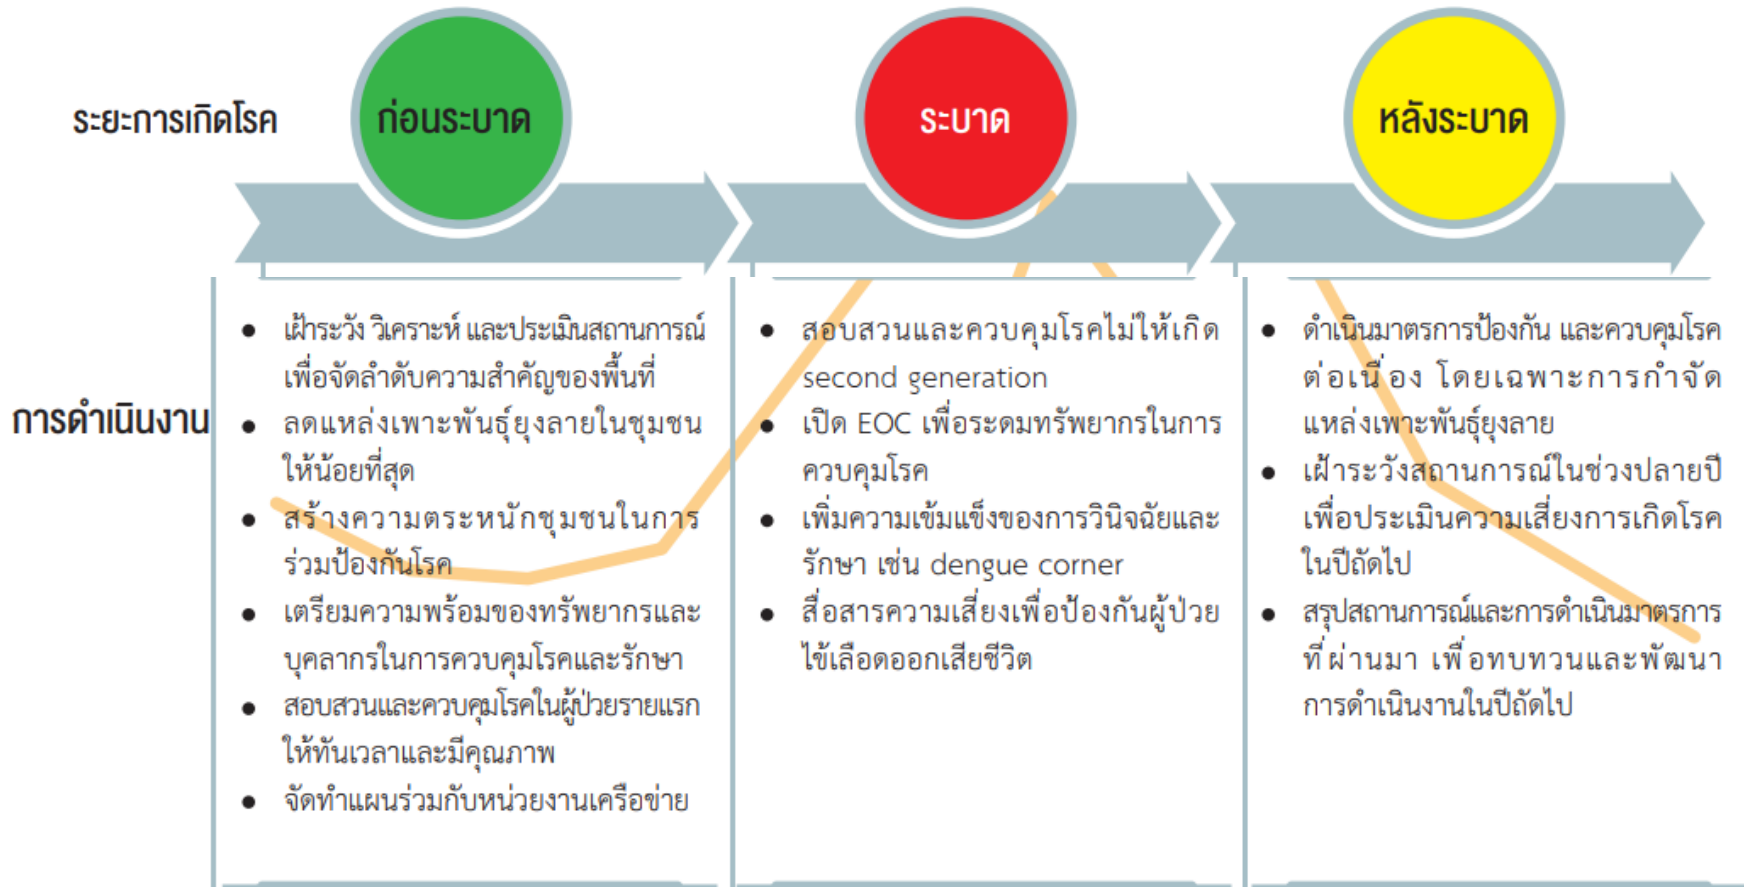 ระยะการเกิดโรค
ก่อนระบาด
ระบาด
หลังระบาด
การดำเนินงาน
● เฝ้าระวัง วิเคราะห์ และประเมินสถานการณ์
เพื่อจัดลำดับความสำคัญของพื้นที่
● ลดแหล่งเพาะพันธุ์ยุงลายในชุมชน
ให้น้อยที่สุด
● สร้างความตระหนักชุมชนในการ
ร่วมป้องกันโรค
● เตรียมความพร้อมของทรัพยากรและ
บุคลากรในการควบคุมโรคและรักษา
● สอบสวนและควบคุมโรคในผู้ป่วยรายแรก
ให้ทันเวลาและมีคุณภาพ
● จัดทำแผนร่วมกับหน่วยงานเครือข่าย
● สอบสวนและควบคุมโรคไม่ให้เกิด
second generation
● เปิด EOC เพื่อระดมทรัพยากรในการ
ควบคุมโรค
● เพิ่มความเข้มแข็งของการวินิจฉัยและ
รักษา เช่น dengue corner
● สื่อสารความเสี่ยงเพื่อป้องกันผู้ป่วย
ไข้เลือดออกเสียชีวิต
● ดำเนินมาตรการป้องกัน และควบคุมโรค
ต่อเนื่อง โดยเฉพาะการกำจัด
แหล่งเพาะพันธุ์ยุงลาย
● เฝ้าระวังสถานการณ์ในช่วงปลายปี
เพื่อประเมินความเสี่ยงการเกิดโรค
ในปีถัดไป
● สรุปสถานการณ์และการดำเนินมาตรการ
ที่ผ่านมา เพื่อทบทวนและพัฒนา
การดำเนินงานในปีถัดไป